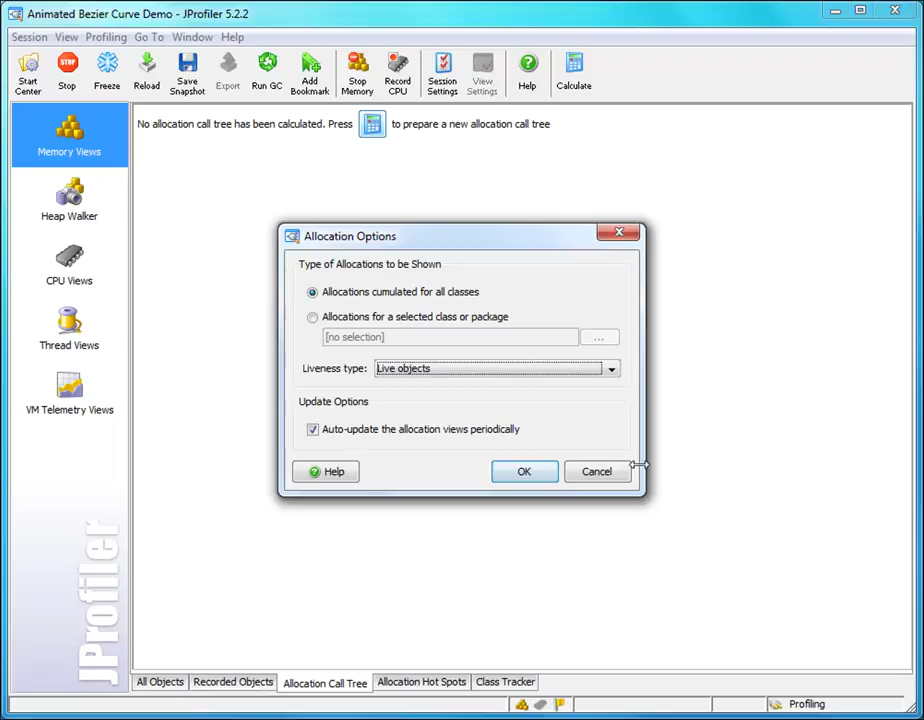 Animated Bezier Curve Demo - JProfiler 5.2.2
Session View Profiling Go To Window Help
Start Center
Stop
Freeze
Reload
Save Snapshot
Export
Run GC
Add Bookmark
Stop Memory
Record CPU
Session Settings
View Settings
Help
Calculate
Memory Views
Heap Walker
CPU Views
Thread Views
VM Telemetry Views
JProfiler
No allocation call tree has been calculated. Press to prepare a new allocation call tree
Allocation Options
Type of Allocations to be Shown
Allocations cumulated for all classes
Allocations for a selected class or package
[no selection] ...
Liveness type: Live objects
Update Options
Auto-update the allocation views periodically
Help OK Cancel
All Objects Recorded Objects Allocation Call Tree Allocation Hot Spots Class Tracker
Profiling